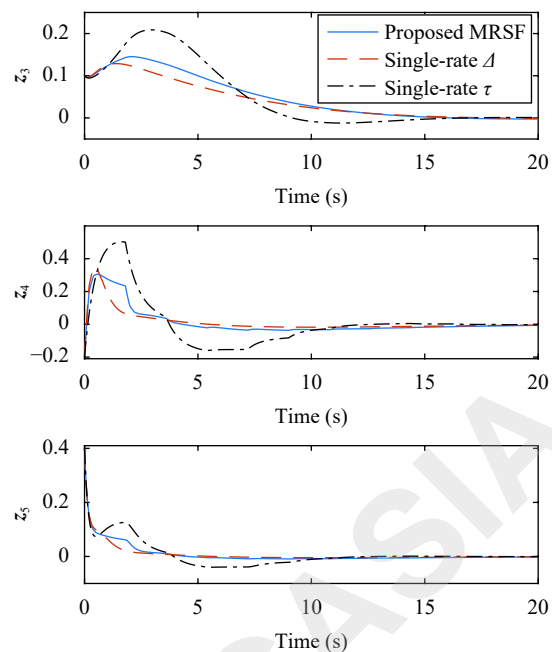 0.2
z₃
0.1
0
Proposed MRSF
Single-rate Δ
Single-rate τ
0 5 10 15 20
Time (s)
0.4
z₄
0.2
0
−0.2
0 5 10 15 20
Time (s)
0.4
z₅
0.2
0
0 5 10 15 20
Time (s)
CASIA